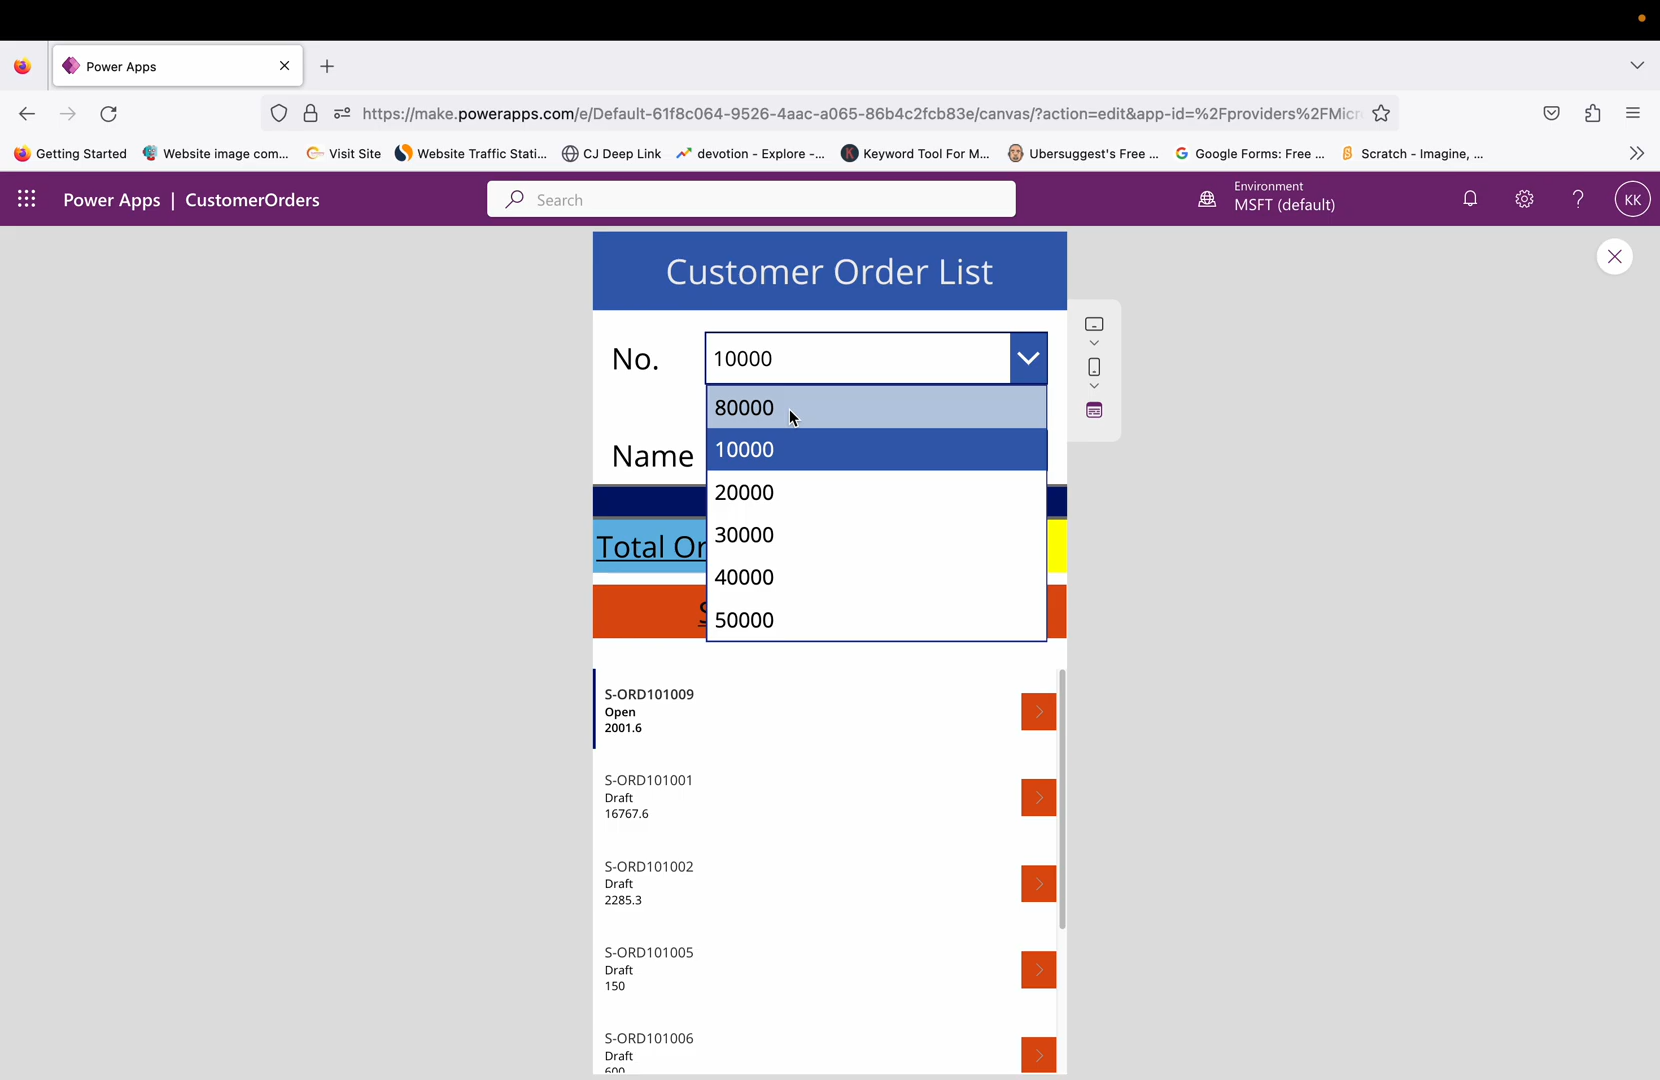 Power Apps
https://make.powerapps.com/e/Default-61f8c064-9526-4aac-a065-86b4c2fcb83e/canvas/?action=edit&app-id=%2Fproviders%2FMicr
Getting Started Website image com... Visit Site Website Traffic Stati... CJ Deep Link devotion - Explore -... Keyword Tool For M... Ubersuggest's Free ... Google Forms: Free ... Scratch - Imagine, ...
Power Apps | CustomerOrders
Search
Environment
MSFT (default)
KK
Customer Order List
No.
10000
80000
10000
Name
20000
30000
Total Or
40000
50000
S-ORD101009
Open
2001.6
S-ORD101001
Draft
16767.6
S-ORD101002
Draft
2285.3
S-ORD101005
Draft
150
S-ORD101006
Draft
600